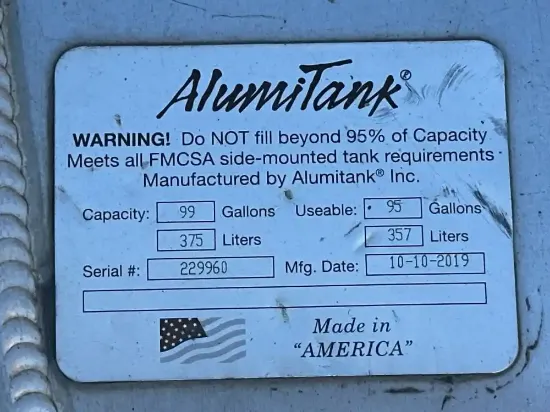 AlumiTank®
WARNING! Do NOT fill beyond 95% of Capacity
Meets all FMCSA side-mounted tank requirements
Manufactured by Alumitank® Inc.
Capacity: 99 Gallons Useable: 95 Gallons
375 Liters 357 Liters
Serial #: 229960 Mfg. Date: 10-10-2019
Made in
"AMERICA"